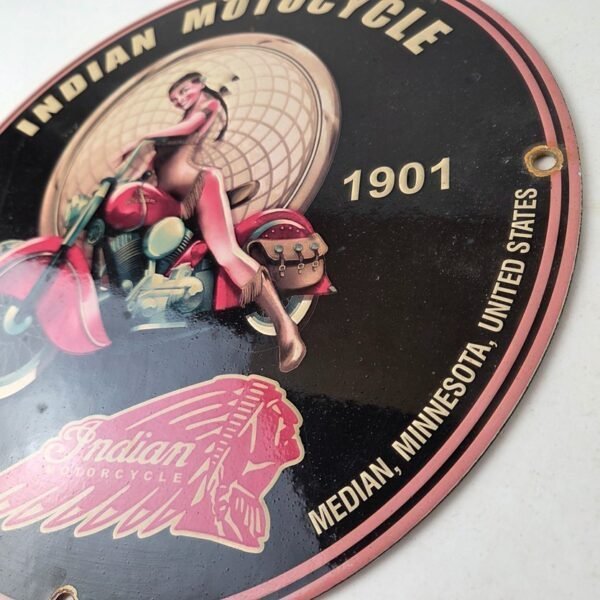 INDIAN MOTOCYCLE
1901
Indian
MOTORCYCLE
MEDIAN, MINNESOTA, UNITED STATES